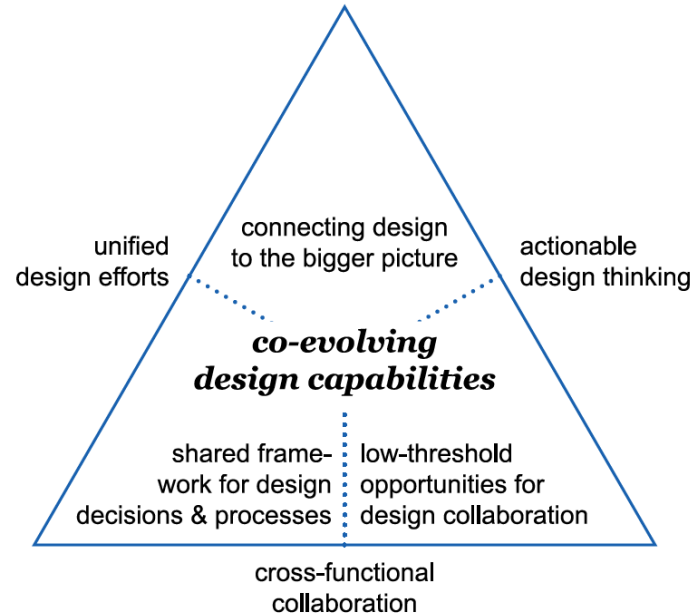 connecting design
to the bigger picture
unified
design efforts
actionable
design thinking
co-evolving
design capabilities
shared frame-
work for design
decisions & processes
low-threshold
opportunities for
design collaboration
cross-functional
collaboration